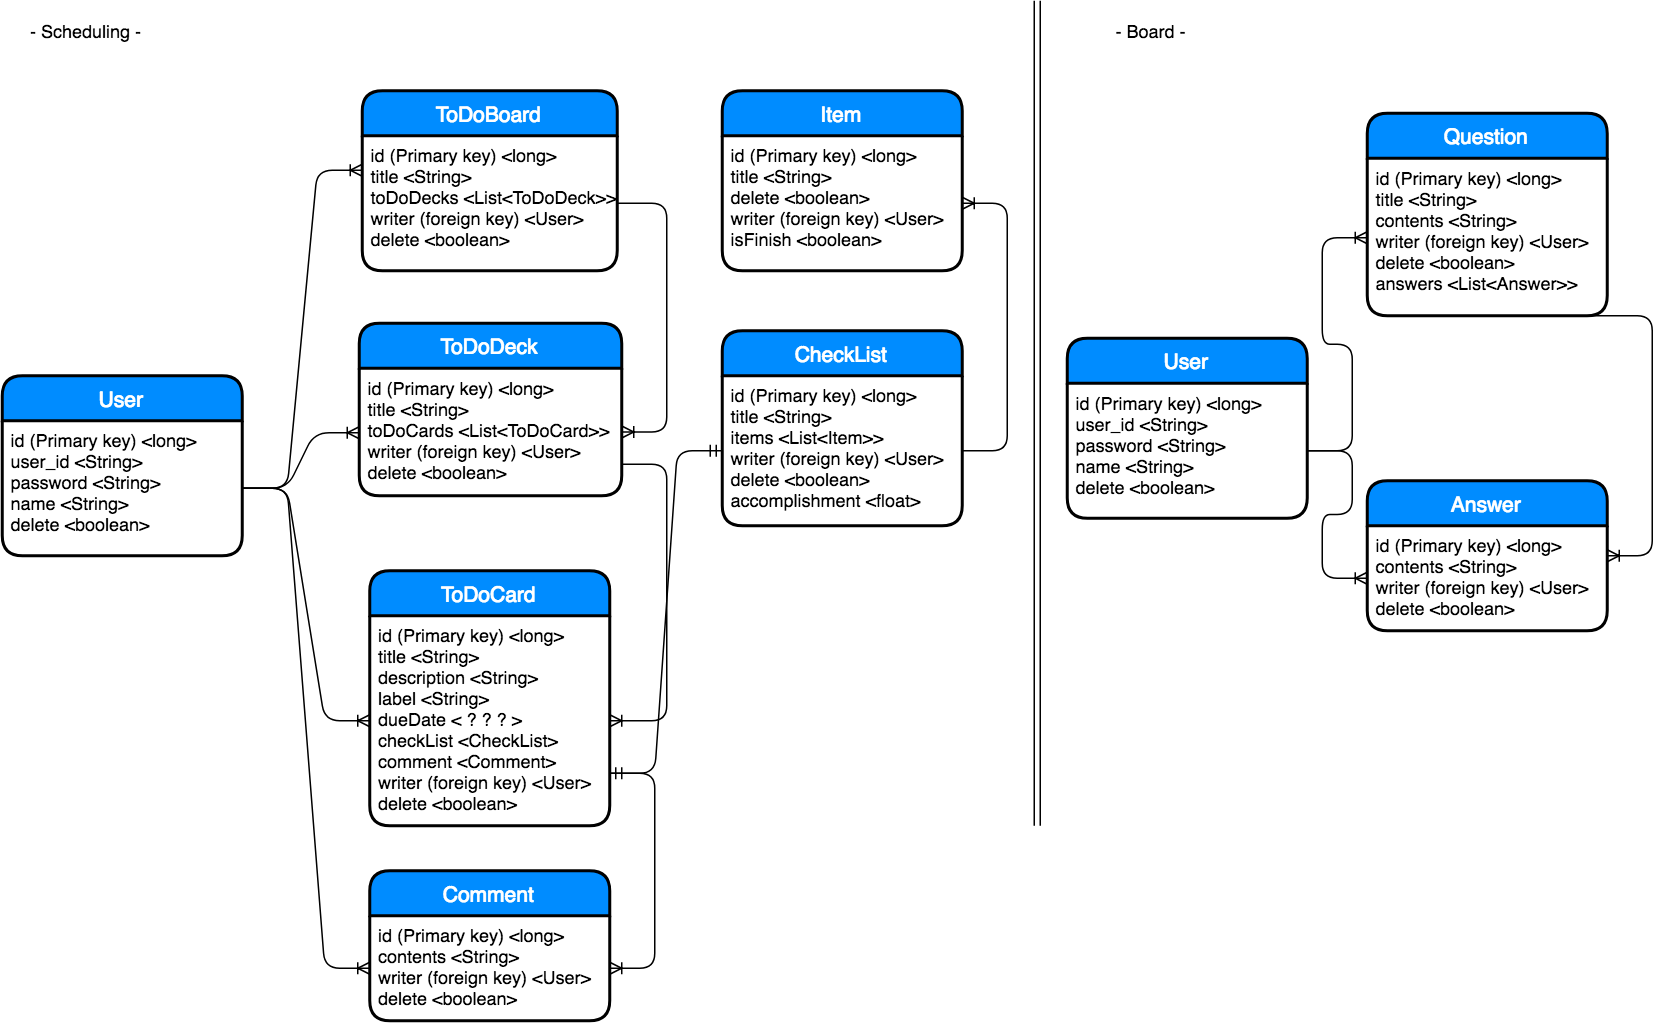 - Scheduling -
ToDoBoard
id (Primary key) <long>
title <String>
toDoDecks <List<ToDoDeck>>
writer (foreign key) <User>
delete <boolean>
Item
id (Primary key) <long>
title <String>
delete <boolean>
writer (foreign key) <User>
isFinish <boolean>
ToDoDeck
id (Primary key) <long>
title <String>
toDoCards <List<ToDoCard>>
writer (foreign key) <User>
delete <boolean>
CheckList
id (Primary key) <long>
title <String>
items <List<Item>>
writer (foreign key) <User>
delete <boolean>
accomplishment <float>
User
id (Primary key) <long>
user_id <String>
password <String>
name <String>
delete <boolean>
ToDoCard
id (Primary key) <long>
title <String>
description <String>
label <String>
dueDate < ? ? ? >
checkList <CheckList>
comment <Comment>
writer (foreign key) <User>
delete <boolean>
Comment
id (Primary key) <long>
contents <String>
writer (foreign key) <User>
delete <boolean>
- Board -
Question
id (Primary key) <long>
title <String>
contents <String>
writer (foreign key) <User>
delete <boolean>
answers <List<Answer>>
User
id (Primary key) <long>
user_id <String>
password <String>
name <String>
delete <boolean>
Answer
id (Primary key) <long>
contents <String>
writer (foreign key) <User>
delete <boolean>